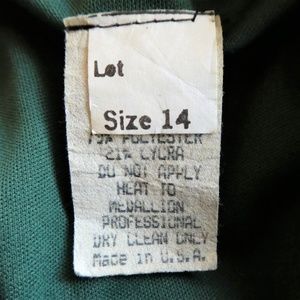 Lot
Size 14
79% POLYESTER
21% LYCRA
DO NOT APPLY
HEAT TO
MEDALLION
PROFESSIONAL
DRY CLEAN ONLY
Made in U.S.A.